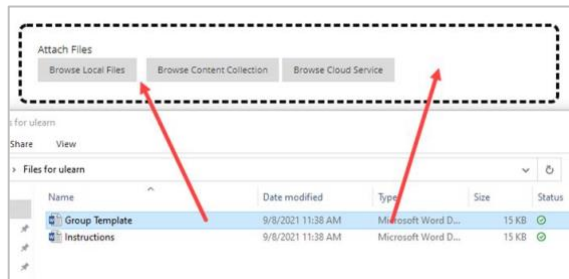 Attach Files
Browse Local Files Browse Content Collection Browse Cloud Service
s for ulearn
Share View
› Files for ulearn
Name Date modified Type Size Status
Group Template 9/8/2021 11:38 AM Microsoft Word D... 15 KB
Instructions 9/8/2021 11:38 AM Microsoft Word D... 15 KB